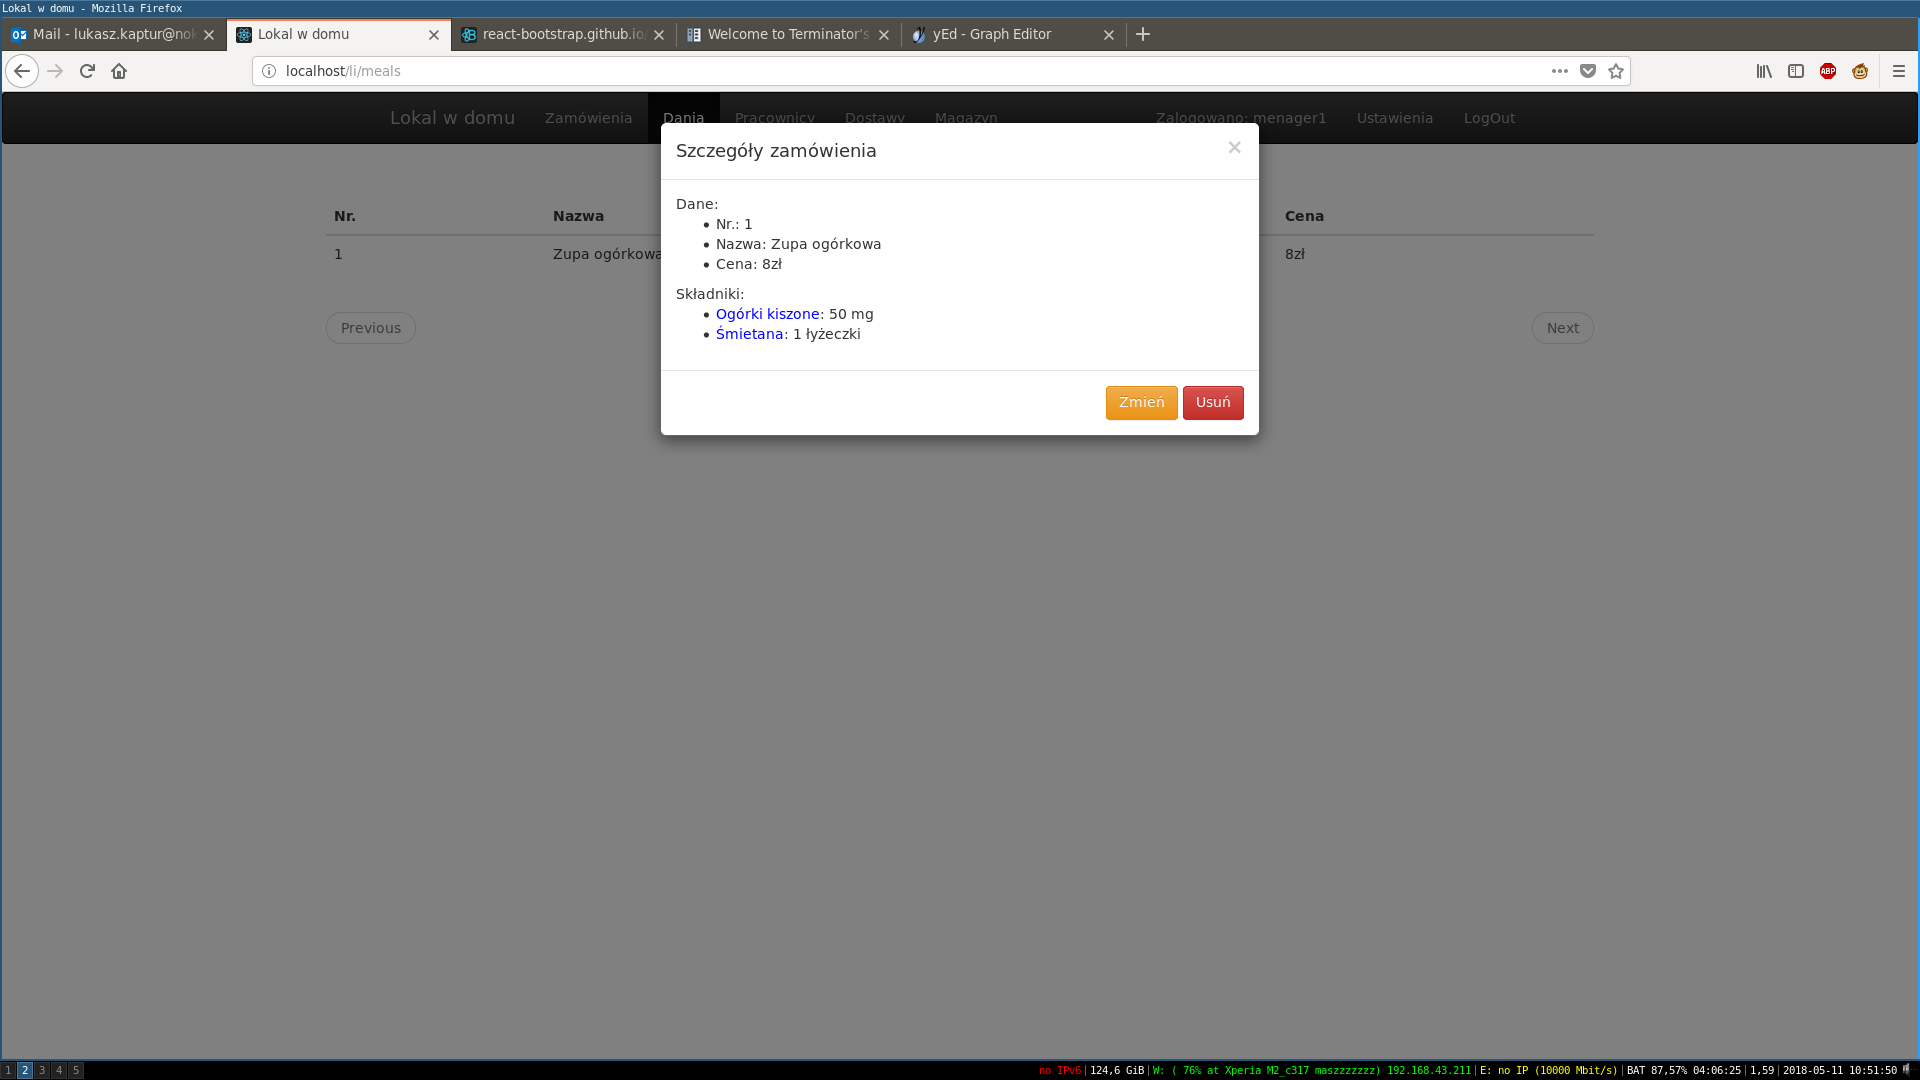 Lokal w domu - Mozilla Firefox
Mail - lukasz.kaptur@nok
Lokal w domu
react-bootstrap.github.io
Welcome to Terminator's
yEd - Graph Editor
localhost/li/meals
ABP
Lokal w domu Zamówienia Dania Pracownicy Dostawy Magazyn Zalogowano: menager1 Ustawienia LogOut
Szczegóły zamówienia ×
Nr. Nazwa Cena
1 Zupa ogórkowa 8zł
Dane:
Nr.: 1
Nazwa: Zupa ogórkowa
Cena: 8zł
Składniki:
Ogórki kiszone: 50 mg
Śmietana: 1 łyżeczki
Previous Next
Zmień Usuń
1 2 3 4 5 no IPv6|124,6 GiB|W: ( 76% at Xperia M2_c317 maszzzzzzz) 192.168.43.211|E: no IP (10000 Mbit/s)|BAT 87,57% 04:06:25|1,59|2018-05-11 10:51:50